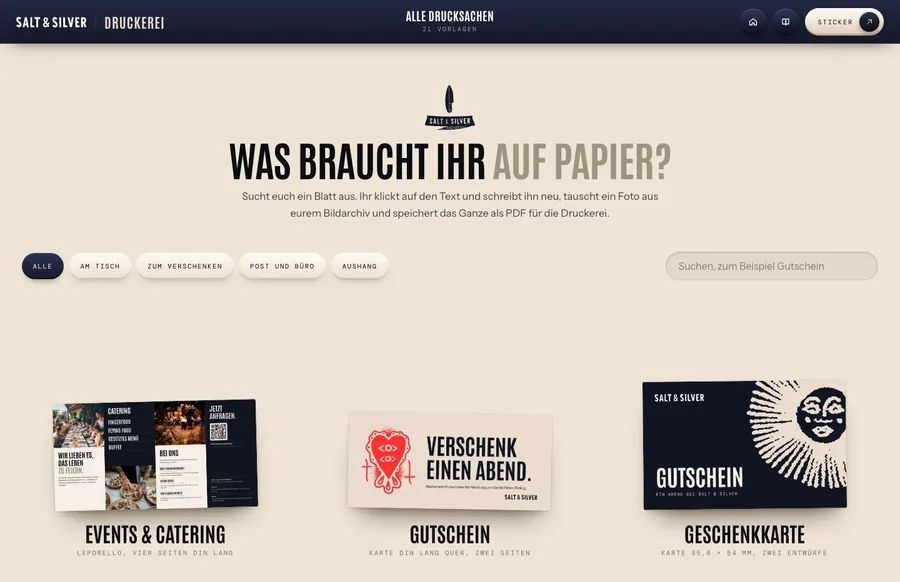 SALT & SILVER DRUCKEREI
ALLE DRUCKSACHEN
21 VORLAGEN
STICKER
SALT & SILVER
WAS BRAUCHT IHR AUF PAPIER?
Sucht euch ein Blatt aus. Ihr klickt auf den Text und schreibt ihn neu, tauscht ein Foto aus
eurem Bildarchiv und speichert das Ganze als PDF für die Druckerei.
ALLE
AM TISCH
ZUM VERSCHENKEN
POST UND BÜRO
AUSHANG
Suchen, zum Beispiel Gutschein
CATERING
FINGERFOOD
FLYING FOOD
GESETZTES MENÜ
BUFFET
JETZT
ANFRAGEN.
WIR LIEBEN ES,
DAS LEBEN
ZU FEIERN.
BEI UNS
VERSCHENK
EINEN ABEND.
SALT & SILVER
SALT & SILVER
GUTSCHEIN
EIN ABEND BEI SALT & SILVER
EVENTS & CATERING
LEPORELLO, VIER SEITEN DIN LANG
GUTSCHEIN
KARTE DIN LANG QUER, ZWEI SEITEN
GESCHENKKARTE
KARTE 85,6 × 54 MM, ZWEI ENTWÜRFE